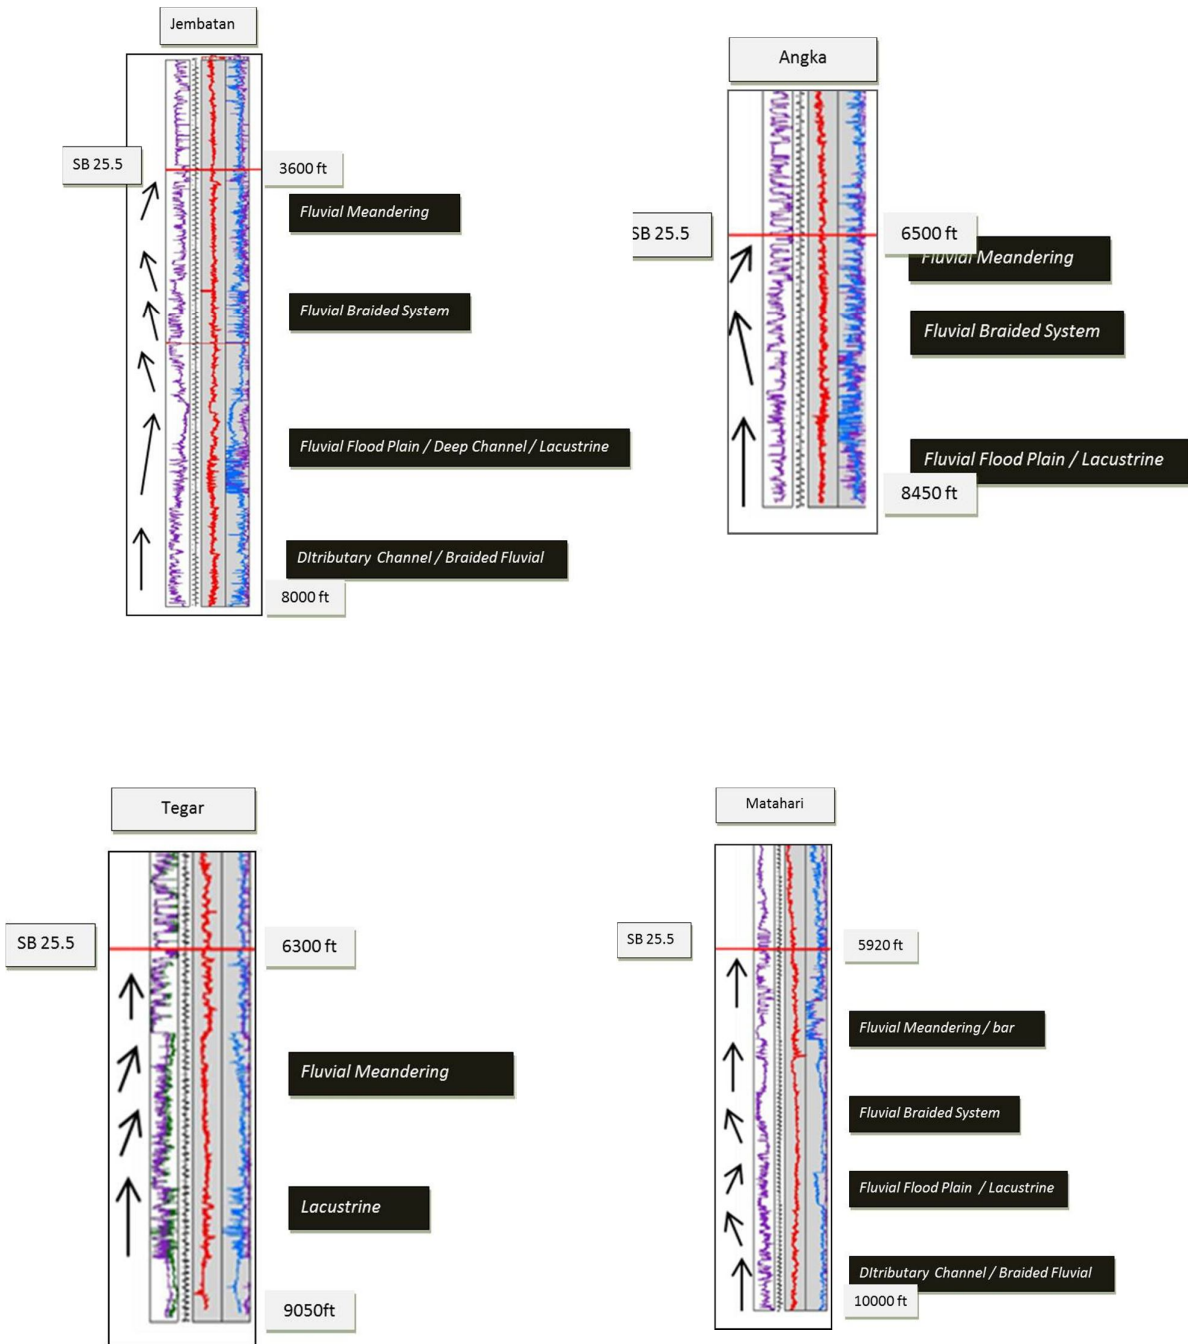 Jembatan
SB 25.5
3600 ft
Fluvial Meandering
Fluvial Braided System
Fluvial Flood Plain / Deep Channel / Lacustrine
DItributary Channel / Braided Fluvial
8000 ft
Angka
SB 25.5
6500 ft
Fluvial Meandering
Fluvial Braided System
Fluvial Flood Plain / Lacustrine
8450 ft
Tegar
SB 25.5
6300 ft
Fluvial Meandering
Lacustrine
9050ft
Matahari
SB 25.5
5920 ft
Fluvial Meandering / bar
Fluvial Braided System
Fluvial Flood Plain / Lacustrine
DItributary Channel / Braided Fluvial
10000 ft